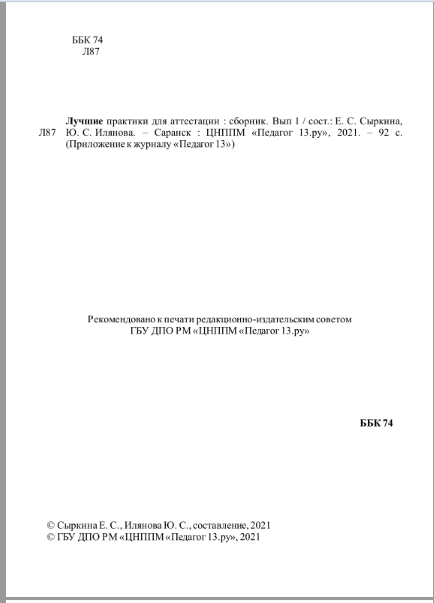 ББК 74
Л87
Лучшие практики для аттестации : сборник. Вып 1 / сост.: Е. С. Сыркина,
Л87 Ю. С. Илянова. – Саранск : ЦНППМ «Педагог 13.ру», 2021. – 92 с.
(Приложение к журналу «Педагог 13»)
Рекомендовано к печати редакционно-издательским советом
ГБУ ДПО РМ «ЦНППМ «Педагог 13.ру»
ББК 74
© Сыркина Е. С., Илянова Ю. С., составление, 2021
© ГБУ ДПО РМ «ЦНППМ «Педагог 13.ру», 2021